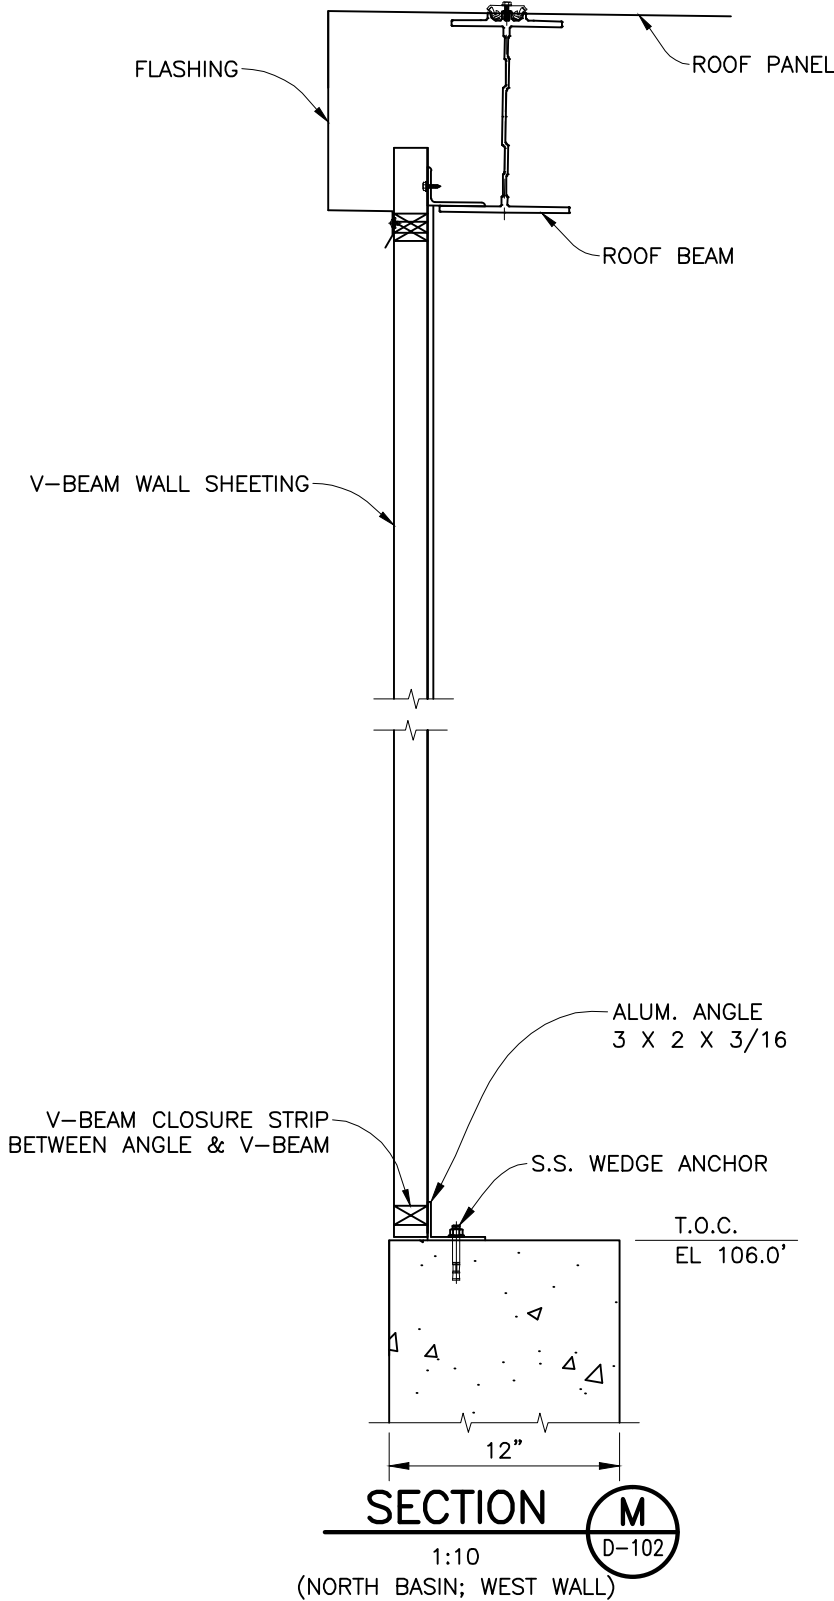 FLASHING
ROOF PANEL
ROOF BEAM
V-BEAM WALL SHEETING
ALUM. ANGLE
3 X 2 X 3/16
V-BEAM CLOSURE STRIP
BETWEEN ANGLE & V-BEAM
S.S. WEDGE ANCHOR
T.O.C.
EL 106.0'
12"
SECTION
M
D-102
1:10
(NORTH BASIN; WEST WALL)